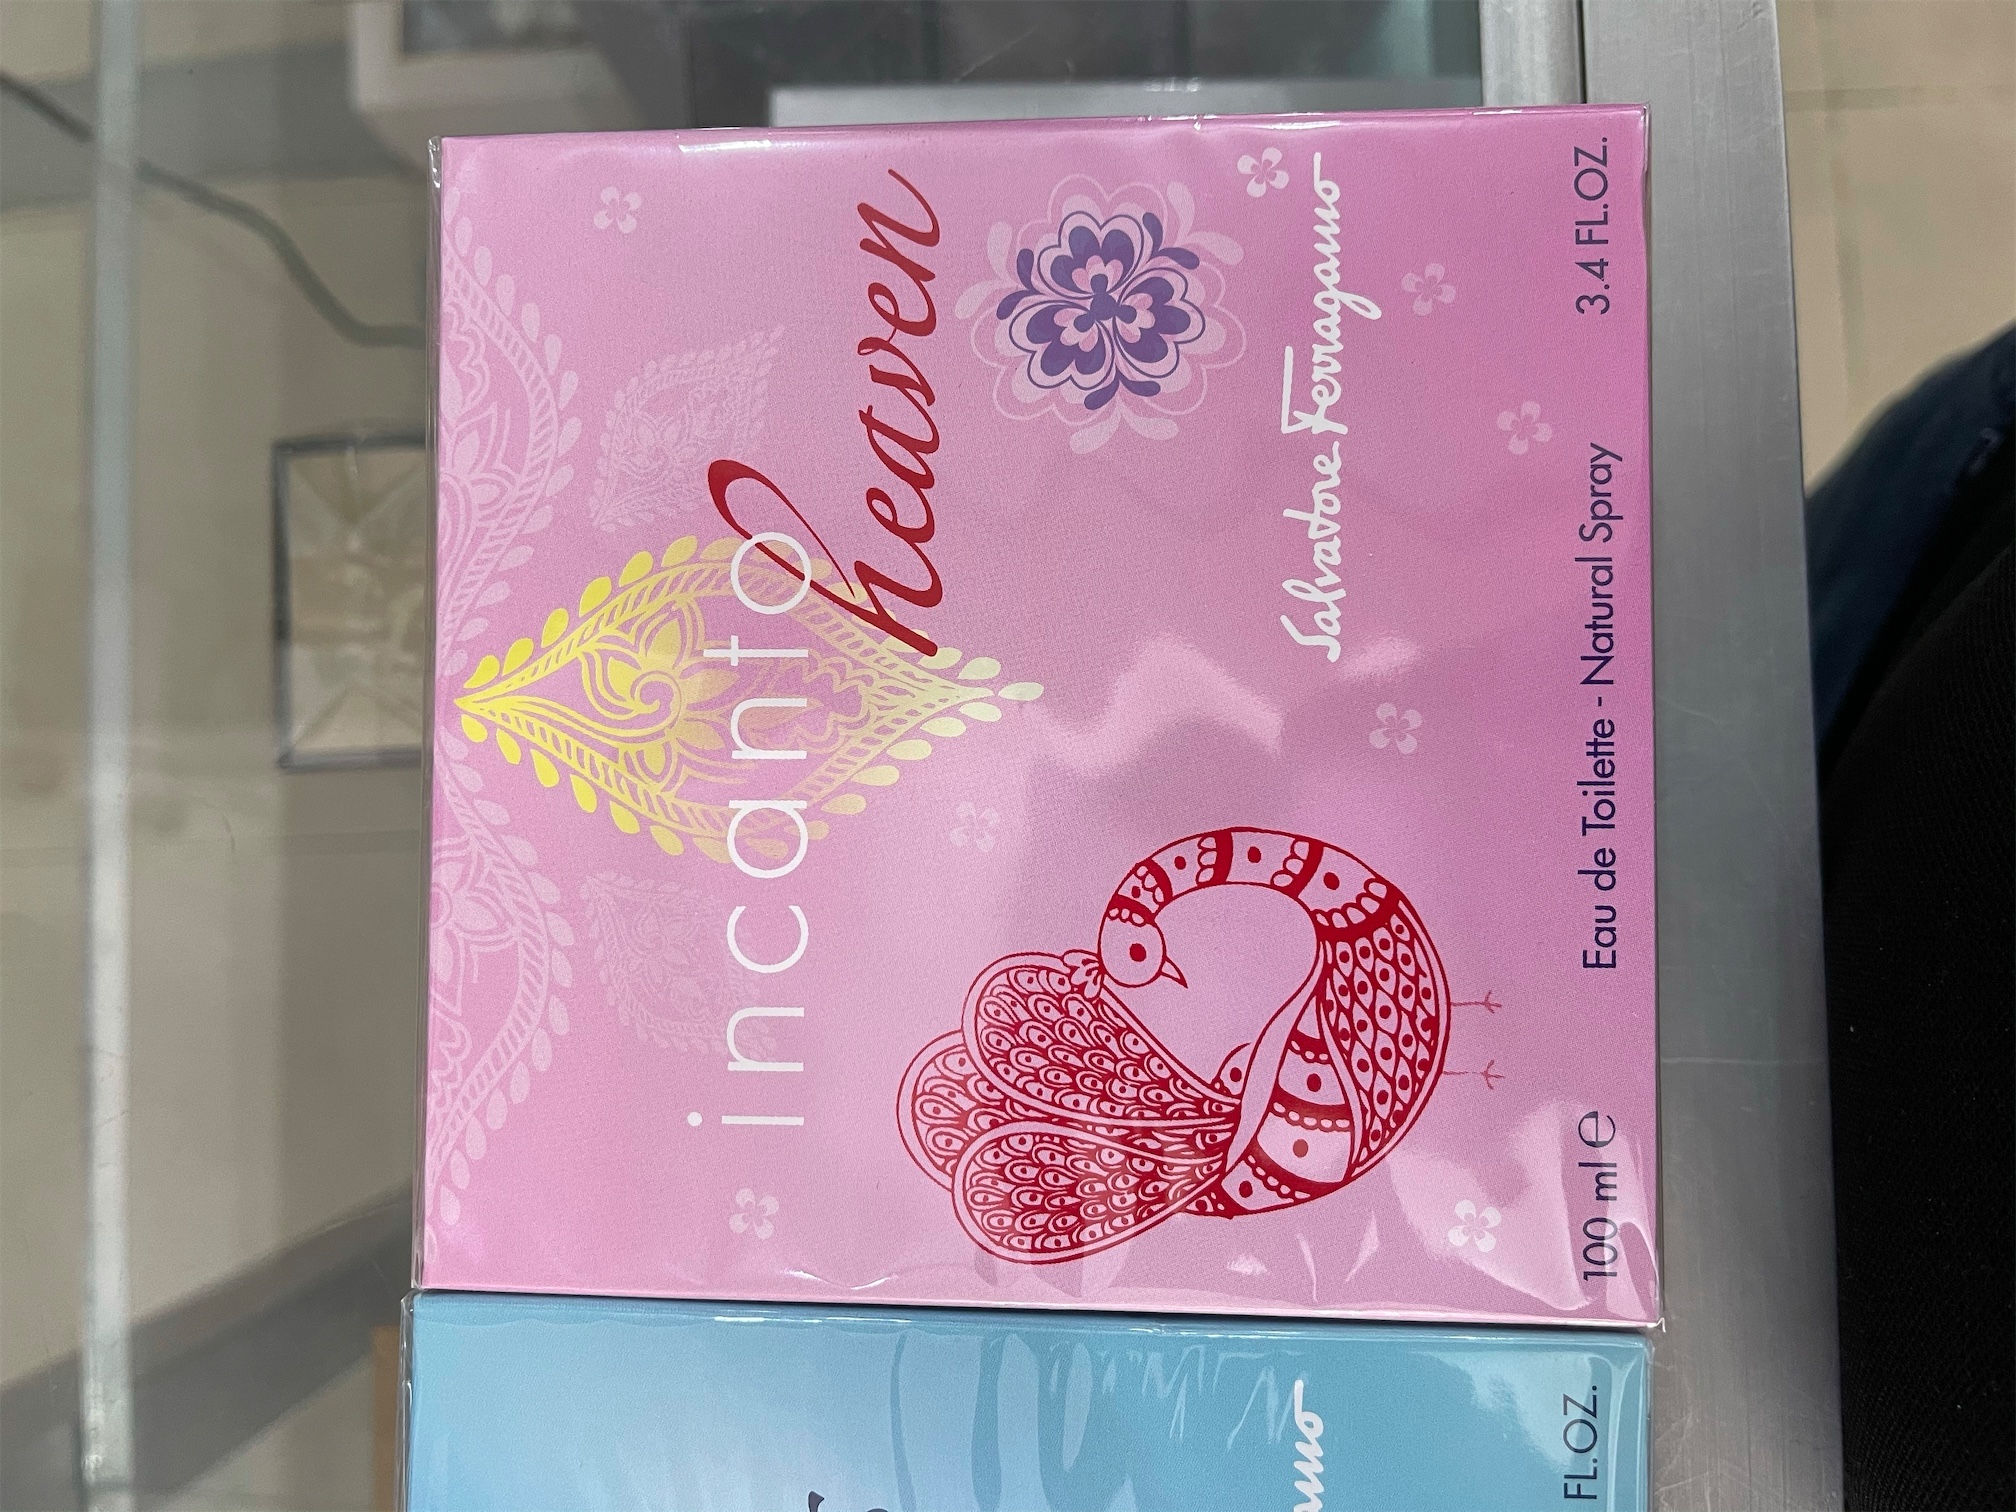 incanto
heaven
Salvatore Ferragamo
100 ml ℮ Eau de Toilette - Natural Spray 3.4 FL.OZ.
FL.OZ.